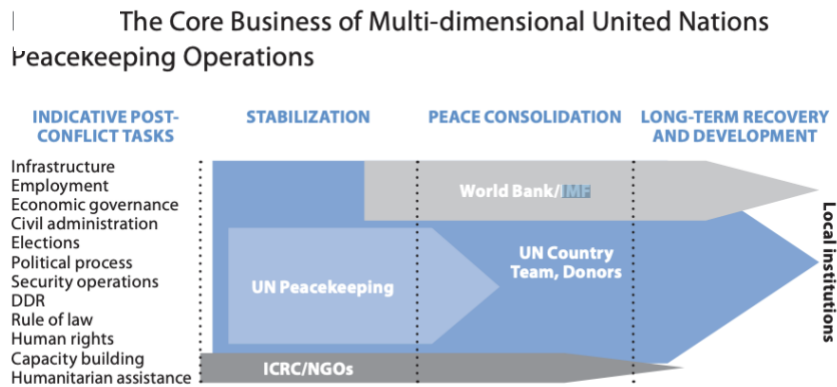 The Core Business of Multi-dimensional United Nations
Peacekeeping Operations
INDICATIVE POST-
CONFLICT TASKS
STABILIZATION
PEACE CONSOLIDATION
LONG-TERM RECOVERY
AND DEVELOPMENT
Infrastructure
Employment
Economic governance
Civil administration
Elections
Political process
Security operations
DDR
Rule of law
Human rights
Capacity building
Humanitarian assistance
World Bank/IMF
UN Country
Team, Donors
UN Peacekeeping
ICRC/NGOs
Local institutions